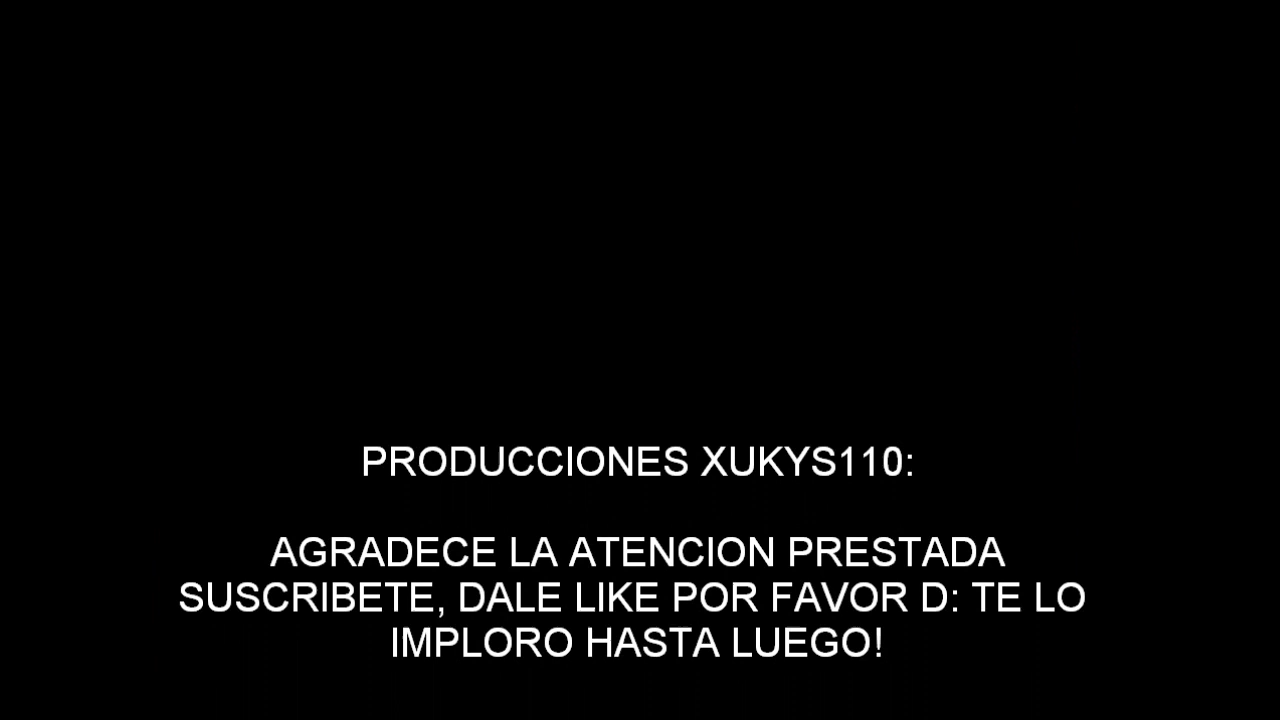 PRODUCCIONES XUKYS110:
AGRADECE LA ATENCION PRESTADA
SUSCRIBETE, DALE LIKE POR FAVOR D: TE LO
IMPLORO HASTA LUEGO!